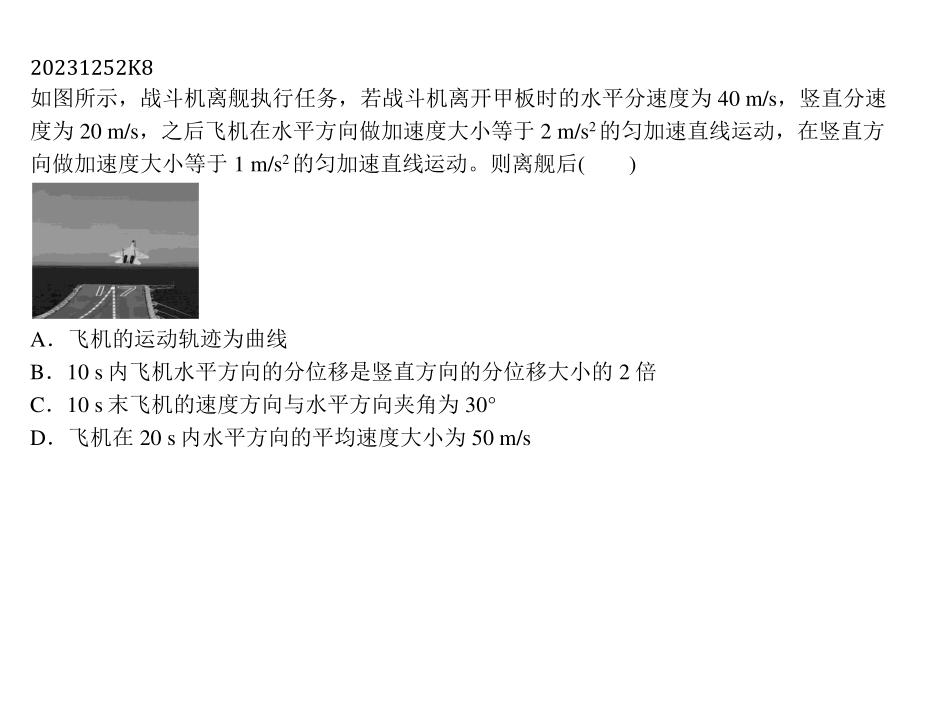 20231252K8
如图所示，战斗机离舰执行任务，若战斗机离开甲板时的水平分速度为 40 m/s，竖直分速
度为 20 m/s，之后飞机在水平方向做加速度大小等于 2 m/s²的匀加速直线运动，在竖直方
向做加速度大小等于 1 m/s²的匀加速直线运动。则离舰后(　　)
A．飞机的运动轨迹为曲线
B．10 s 内飞机水平方向的分位移是竖直方向的分位移大小的 2 倍
C．10 s 末飞机的速度方向与水平方向夹角为 30°
D．飞机在 20 s 内水平方向的平均速度大小为 50 m/s